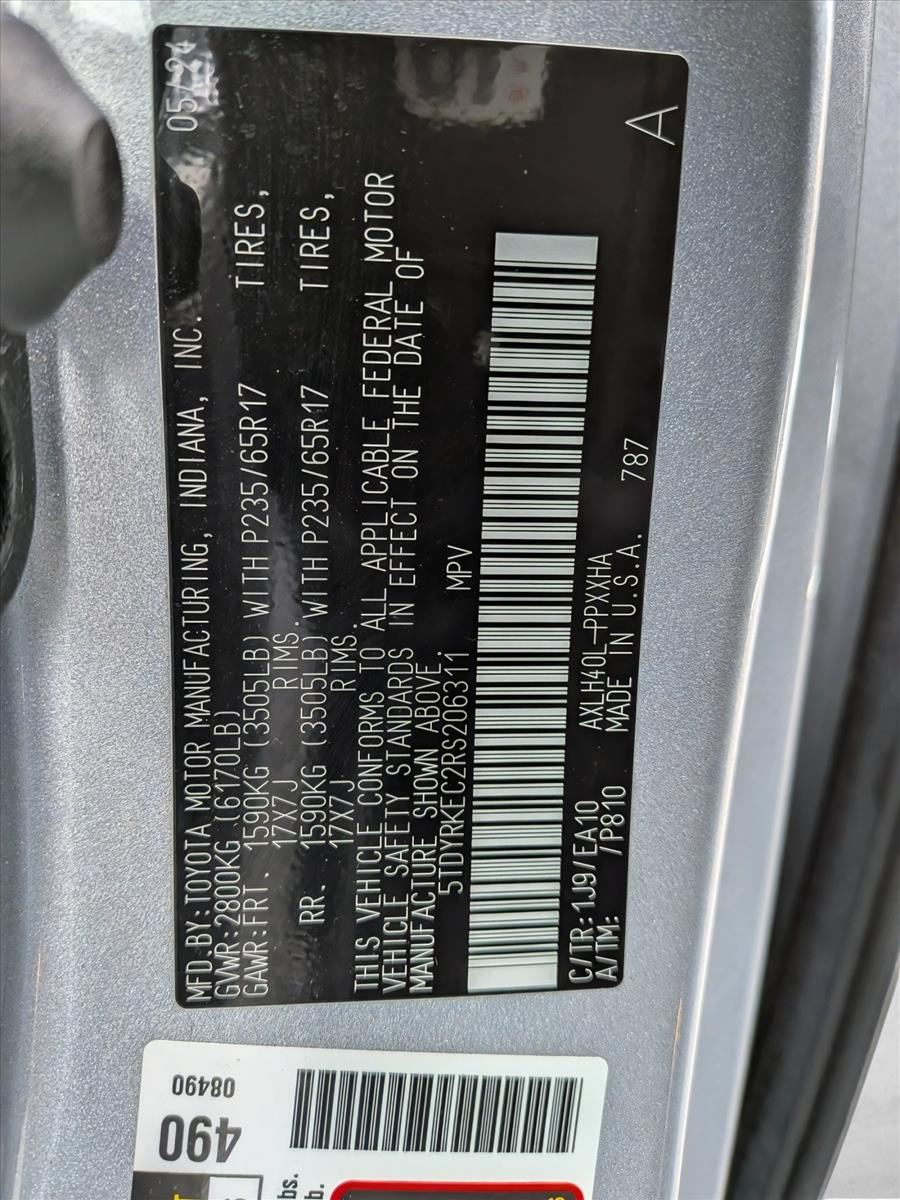 MFD.BY:TOYOTA MOTOR MANUFACTURING, INDIANA, INC. 05/24
GVWR:2800KG (6170LB)
GAWR:FRT. 1590KG (3505LB) WITH P235/65R17 TIRES,
17X7J RIMS.
RR. 1590KG (3505LB) WITH P235/65R17 TIRES,
17X7J RIMS.
THIS VEHICLE CONFORMS TO ALL APPLICABLE FEDERAL MOTOR
VEHICLE SAFETY STANDARDS IN EFFECT ON THE DATE OF
MANUFACTURE SHOWN ABOVE.
5TDYRKEC2RS206311. MPV
C/TR:1J9/EA10 AXLH40L-PPXXHA
A/TM: /P810 MADE IN U.S.A. 787
A
08490
490